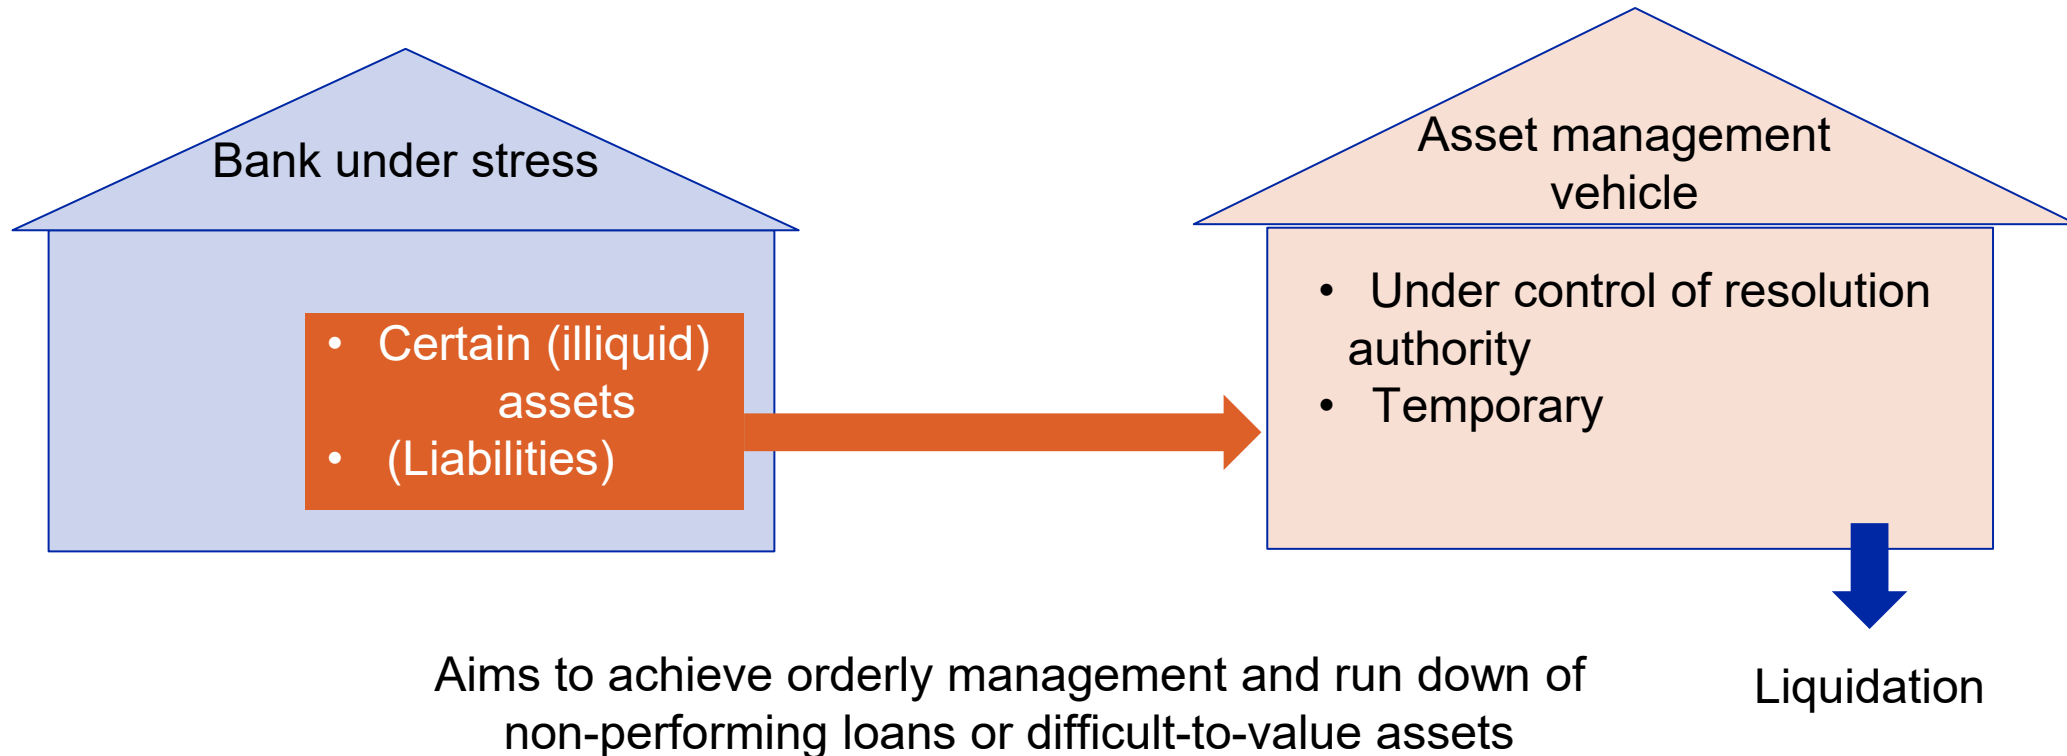 Bank under stress
• Certain (illiquid)
assets
• (Liabilities)
Asset management
vehicle
• Under control of resolution
authority
• Temporary
Aims to achieve orderly management and run down of
non-performing loans or difficult-to-value assets
Liquidation